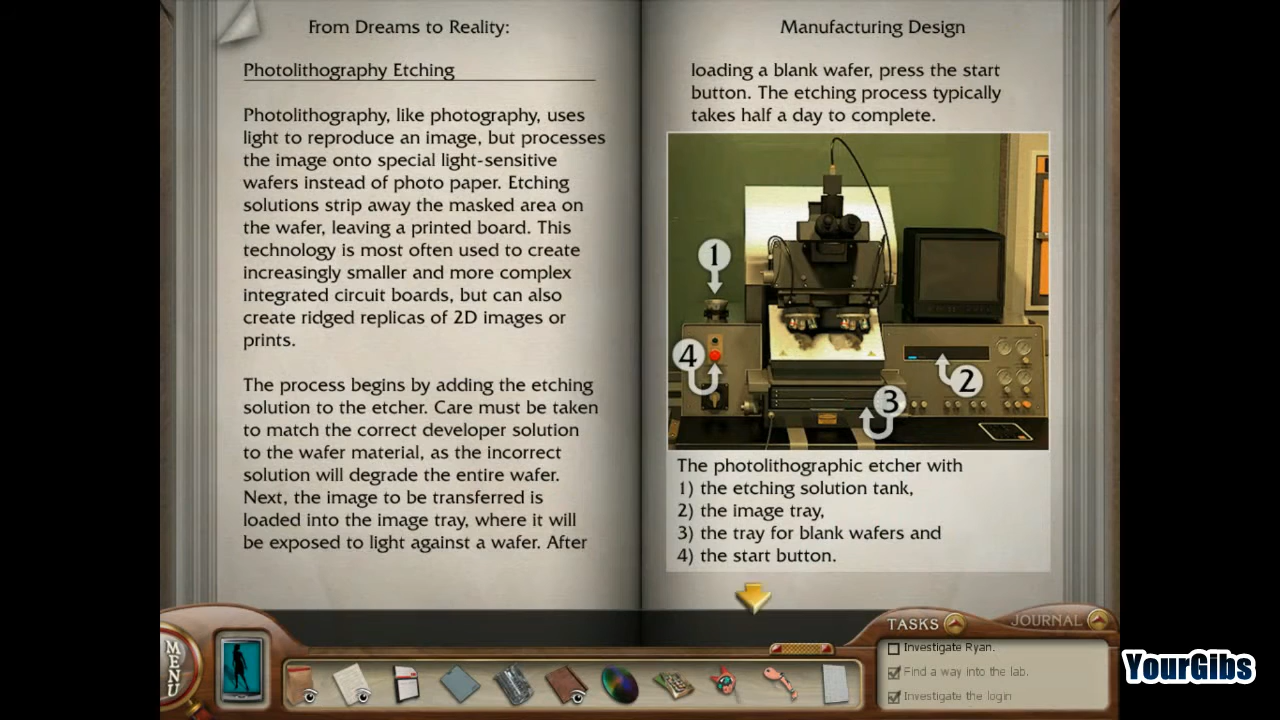 From Dreams to Reality:
Photolithography Etching
Photolithography, like photography, uses
light to reproduce an image, but processes
the image onto special light-sensitive
wafers instead of photo paper. Etching
solutions strip away the masked area on
the wafer, leaving a printed board. This
technology is most often used to create
increasingly smaller and more complex
integrated circuit boards, but can also
create ridged replicas of 2D images or
prints.
The process begins by adding the etching
solution to the etcher. Care must be taken
to match the correct developer solution
to the wafer material, as the incorrect
solution will degrade the entire wafer.
Next, the image to be transferred is
loaded into the image tray, where it will
be exposed to light against a wafer. After
Manufacturing Design
loading a blank wafer, press the start
button. The etching process typically
takes half a day to complete.
1
4
2
3
The photolithographic etcher with
1) the etching solution tank,
2) the image tray,
3) the tray for blank wafers and
4) the start button.
MENU
TASKS
JOURNAL
Investigate Ryan.
Find a way into the lab.
Investigate the login
YourGibs